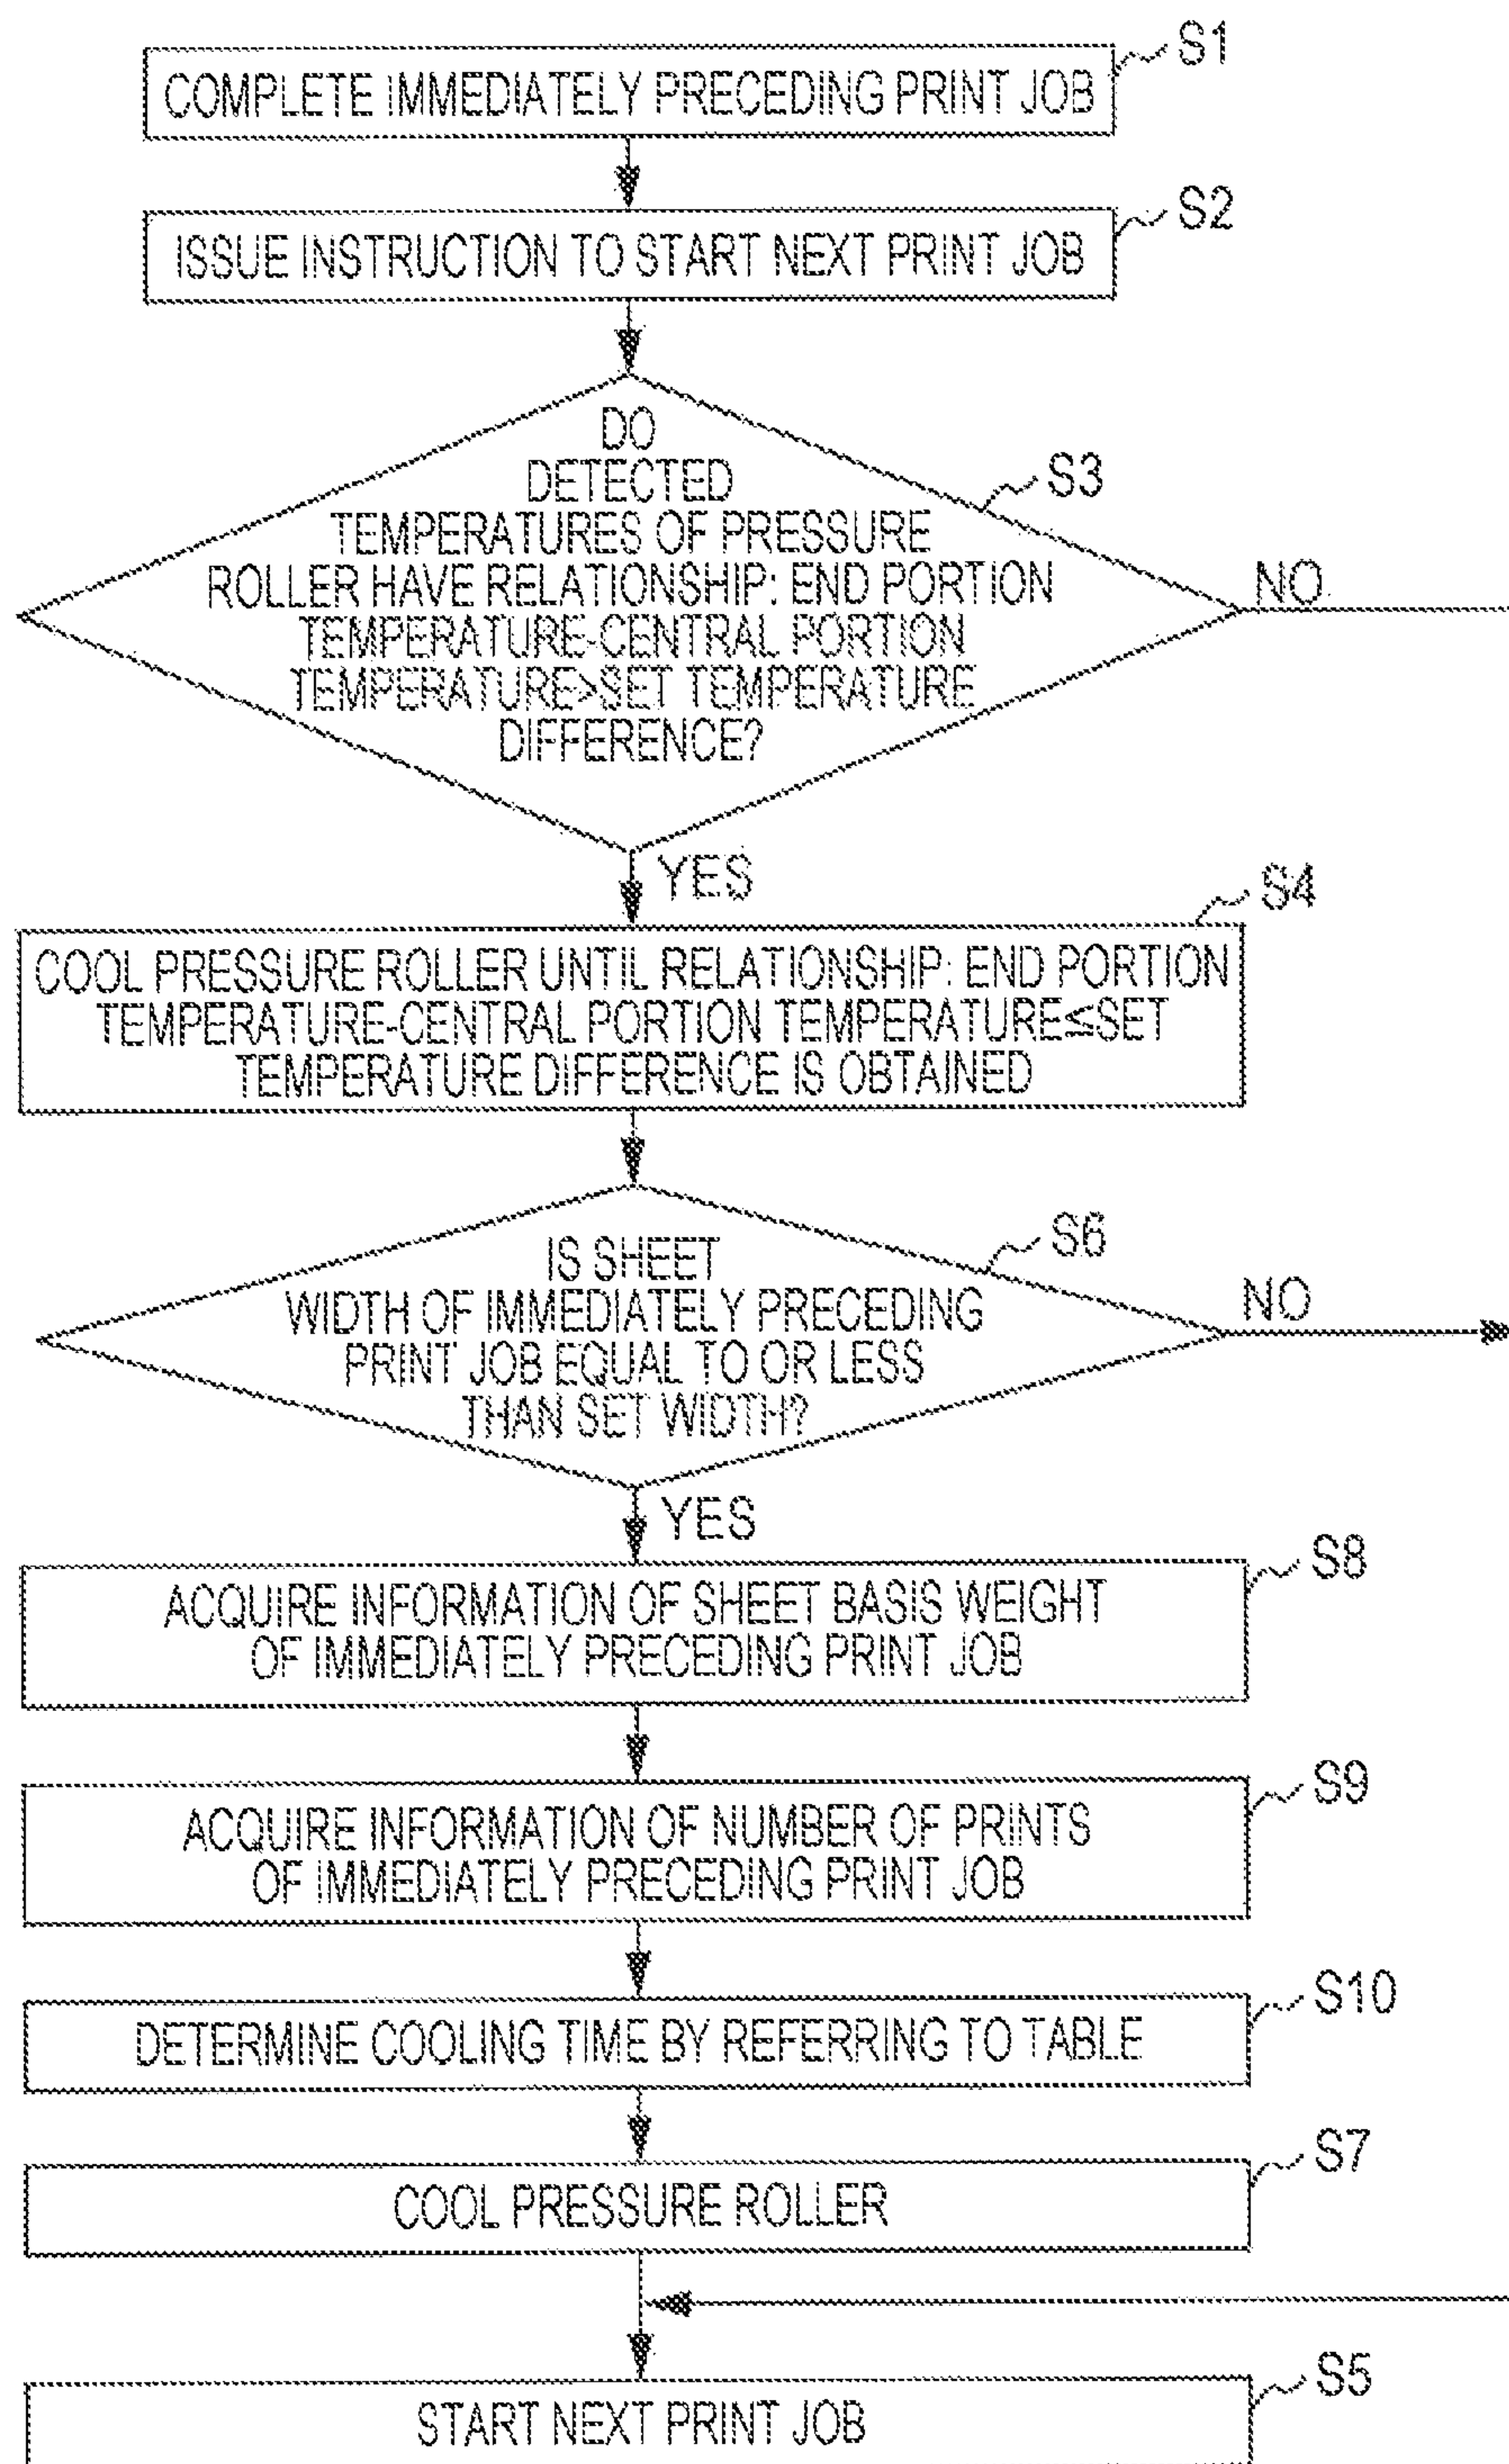 S1
COMPLETE IMMEDIATELY PRECEDING PRINT JOB
S2
ISSUE INSTRUCTION TO START NEXT PRINT JOB
S3
DO
DETECTED
TEMPERATURES OF PRESSURE
ROLLER HAVE RELATIONSHIP: END PORTION
TEMPERATURE-CENTRAL PORTION
TEMPERATURE>SET TEMPERATURE
DIFFERENCE?
NO
YES
S4
COOL PRESSURE ROLLER UNTIL RELATIONSHIP: END PORTION
TEMPERATURE-CENTRAL PORTION TEMPERATURE≦SET
TEMPERATURE DIFFERENCE IS OBTAINED
S6
IS SHEET
WIDTH OF IMMEDIATELY PRECEDING
PRINT JOB EQUAL TO OR LESS
THAN SET WIDTH?
NO
YES
S8
ACQUIRE INFORMATION OF SHEET BASIS WEIGHT
OF IMMEDIATELY PRECEDING PRINT JOB
S9
ACQUIRE INFORMATION OF NUMBER OF PRINTS
OF IMMEDIATELY PRECEDING PRINT JOB
S10
DETERMINE COOLING TIME BY REFERRING TO TABLE
S7
COOL PRESSURE ROLLER
S5
START NEXT PRINT JOB